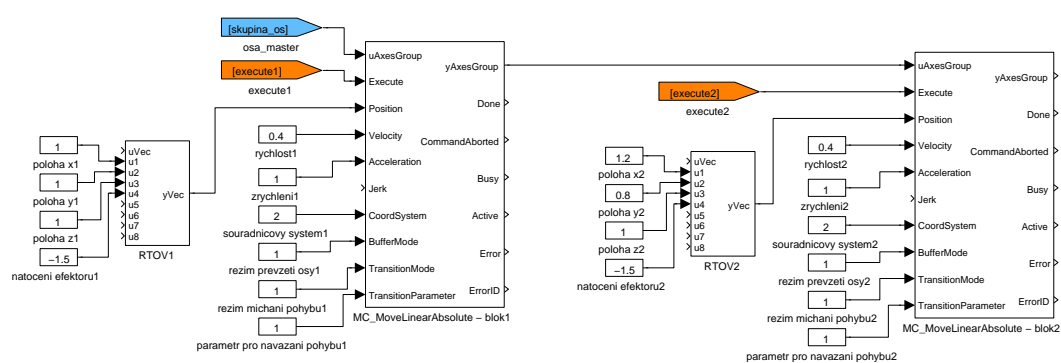 [skupina_os]
osa_master
[execute1]
execute1
1
poloha x1
1
poloha y1
1
poloha z1
−1.5
natoceni efektoru1
uVec
u1
u2
u3
u4
u5
u6
u7
u8
yVec
RTOV1
0.4
rychlost1
1
zrychleni1
2
souradnicovy system1
1
rezim prevzeti osy1
1
rezim michani pohybu1
1
parametr pro navazani pohybu1
uAxesGroup
Execute
Position
Velocity
Acceleration
Jerk
CoordSystem
BufferMode
TransitionMode
TransitionParameter
yAxesGroup
Done
CommandAborted
Busy
Active
Error
ErrorID
MC_MoveLinearAbsolute − blok1
[execute2]
execute2
1.2
poloha x2
0.8
poloha y2
1
poloha z2
−1.5
natoceni efektoru2
uVec
u1
u2
u3
u4
u5
u6
u7
u8
yVec
RTOV2
0.4
rychlost2
1
zrychleni2
2
souradnicovy system2
1
rezim prevzeti osy2
1
rezim michani pohybu2
1
parametr pro navazani pohybu2
uAxesGroup
Execute
Position
Velocity
Acceleration
Jerk
CoordSystem
BufferMode
TransitionMode
TransitionParameter
yAxesGroup
Done
CommandAborted
Busy
Active
Error
ErrorID
MC_MoveLinearAbsolute − blok2